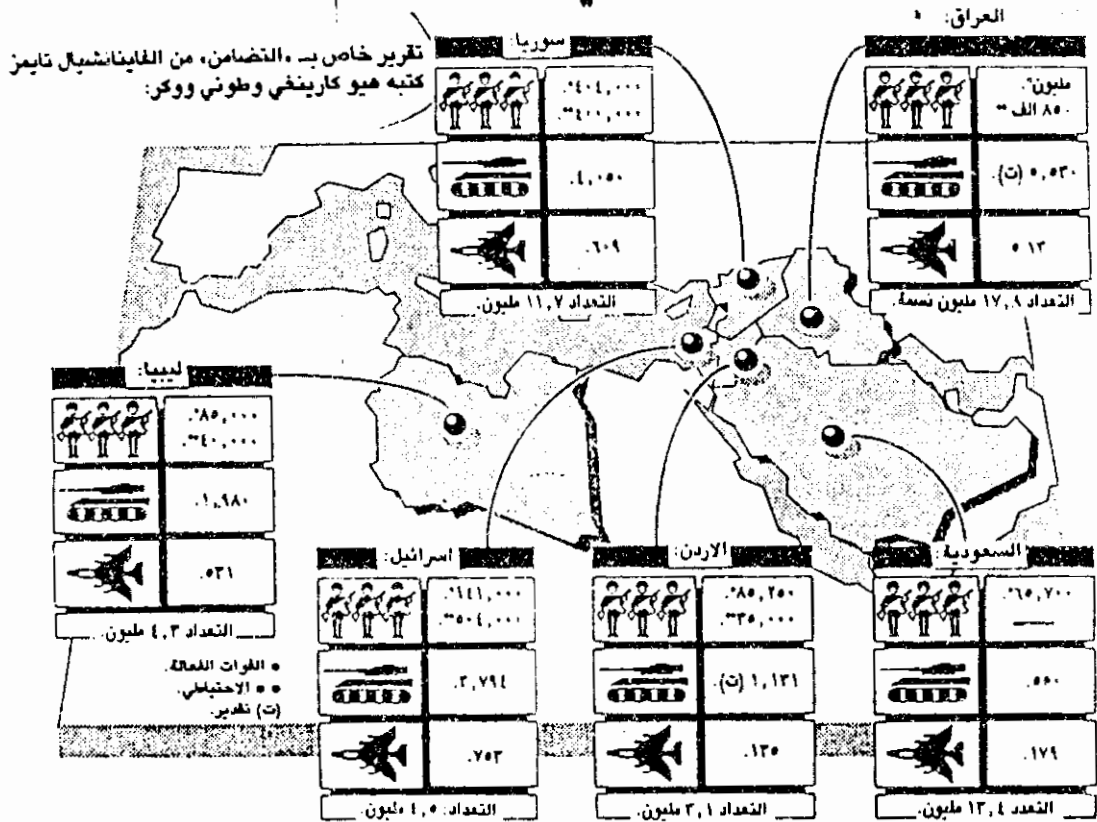 تقرير خاص بـ «التضامن» من الفاينانشيال تايمز
كتبه هيو كارينغي وطوني ووكر:
العراق:
مليون*.
٨٥٠ الف **
٥,٥٣٠ (ت).
٥١٣
التعداد ١٧,٨ مليون نسمة.
سوريا:
٤٠٤,٠٠٠*.
٤٠٠,٠٠٠**.
٤,٠٥٠.
٦٠٩.
التعداد ١١,٧ مليون.
ليبيا:
٨٥,٠٠٠*.
٤٠,٠٠٠**.
١,٩٨٠.
٥٣١.
التعداد ٤,٣ مليون.
* القوات الفعالة.
* * الاحتياطي.
(ت) تقدير.
اسرائيل:
١٤١,٠٠٠*.
٥٠٤,٠٠٠**.
٣,٧٩٤.
٧٥٣.
التعداد: ٤,٥ مليون.
الاردن:
٨٥,٢٥٠*.
٣٥,٠٠٠**.
١,١٣١ (ت).
١٣٥.
التعداد ٣,١ مليون.
السعودية:
٦٥,٧٠٠*.
—
٥٥٠.
١٧٩.
التعدد ١٣,٤ مليون.